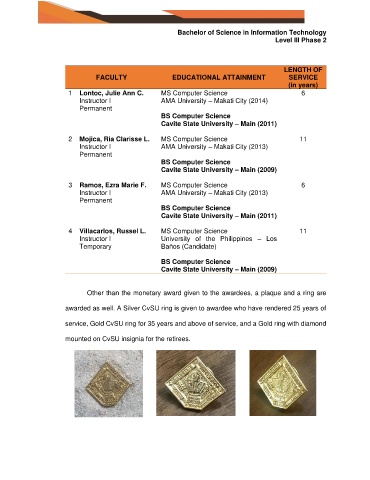 Bachelor of Science in Information Technology
Level III Phase 2
FACULTY EDUCATIONAL ATTAINMENT LENGTH OF SERVICE (in years)
1 Lontoc, Julie Ann C. MS Computer Science 6
Instructor I AMA University – Makati City (2014)
Permanent
BS Computer Science
Cavite State University – Main (2011)
2 Mojica, Ria Clarisse L. MS Computer Science 11
Instructor I AMA University – Makati City (2013)
Permanent
BS Computer Science
Cavite State University – Main (2009)
3 Ramos, Ezra Marie F. MS Computer Science 6
Instructor I AMA University – Makati City (2013)
Permanent
BS Computer Science
Cavite State University – Main (2011)
4 Villacarlos, Russel L. MS Computer Science 11
Instructor I University of the Philippines – Los
Temporary Baños (Candidate)
BS Computer Science
Cavite State University – Main (2009)
Other than the monetary award given to the awardees, a plaque and a ring are
awarded as well. A Silver CvSU ring is given to awardee who have rendered 25 years of
service, Gold CvSU ring for 35 years and above of service, and a Gold ring with diamond
mounted on CvSU insignia for the retirees.